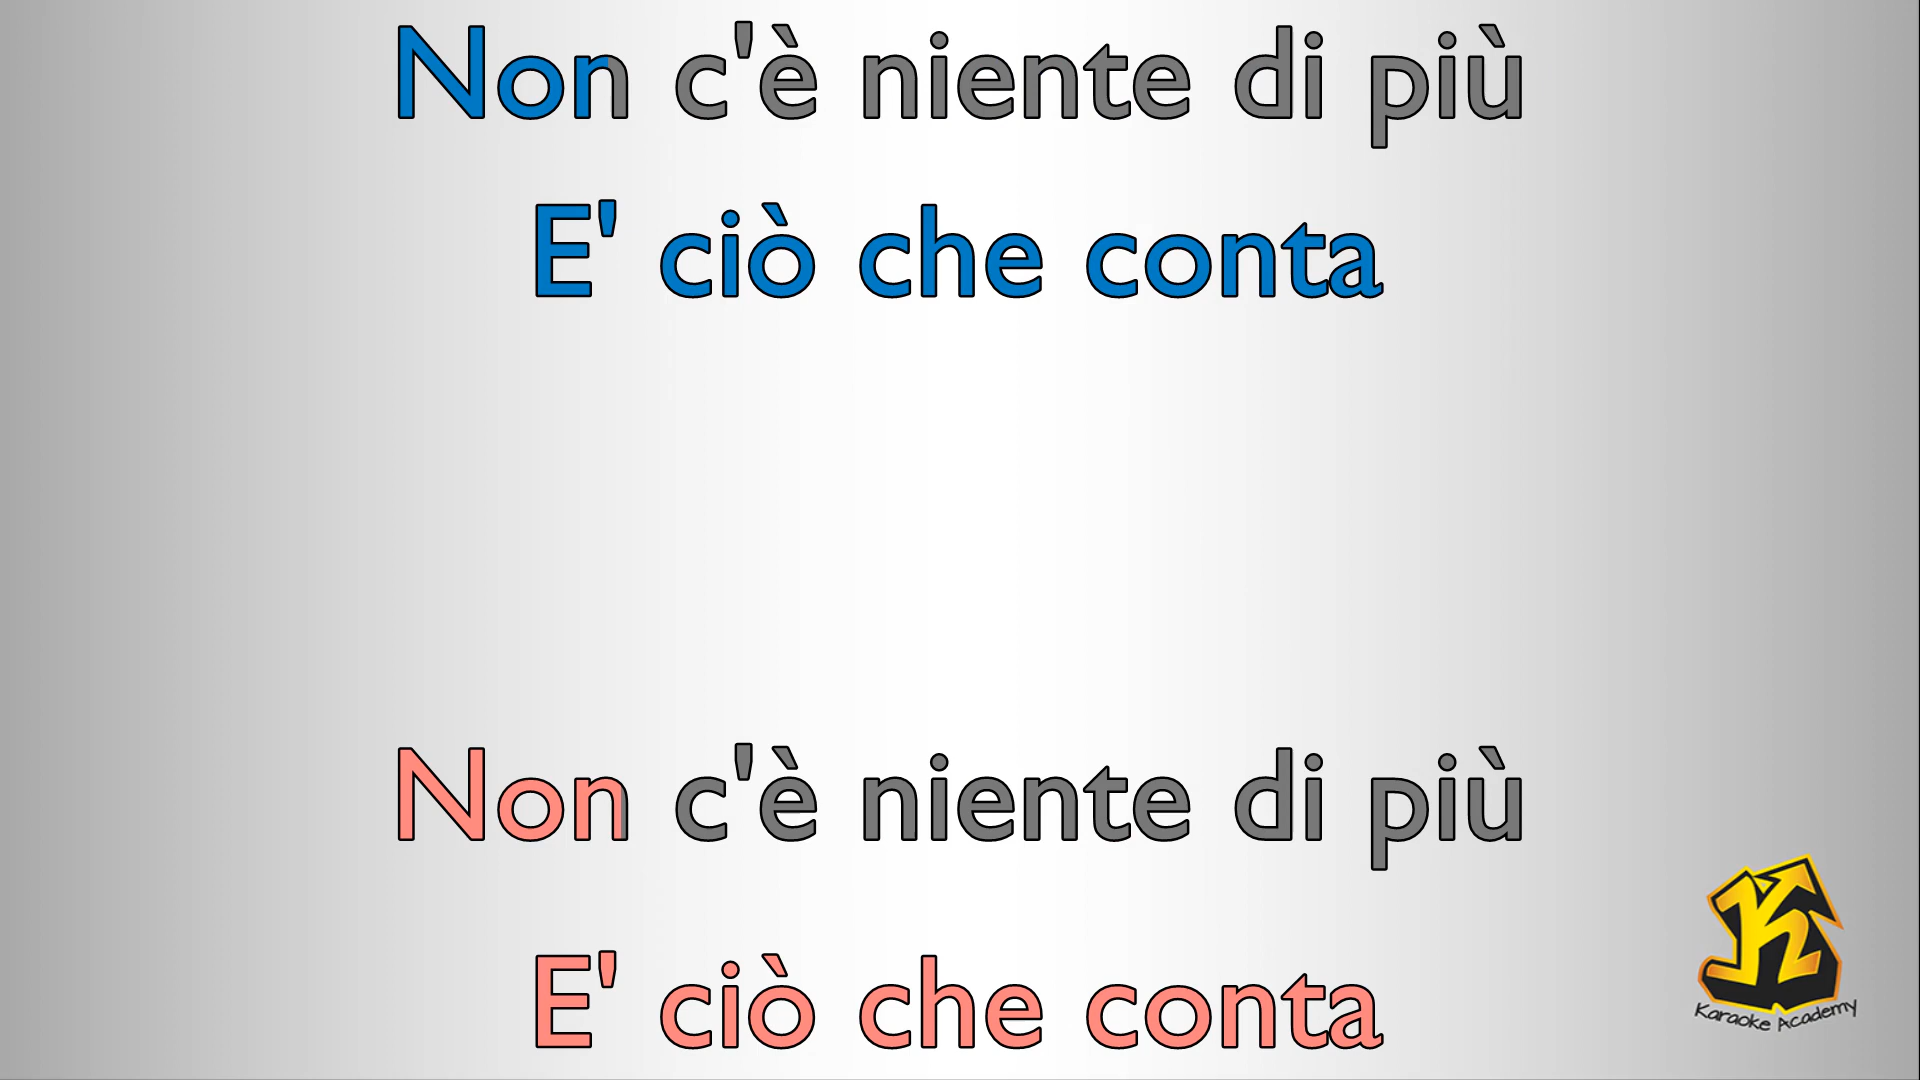 Non c'è niente di più
E' ciò che conta
Non c'è niente di più
E' ciò che conta
K
Karaoke Academy